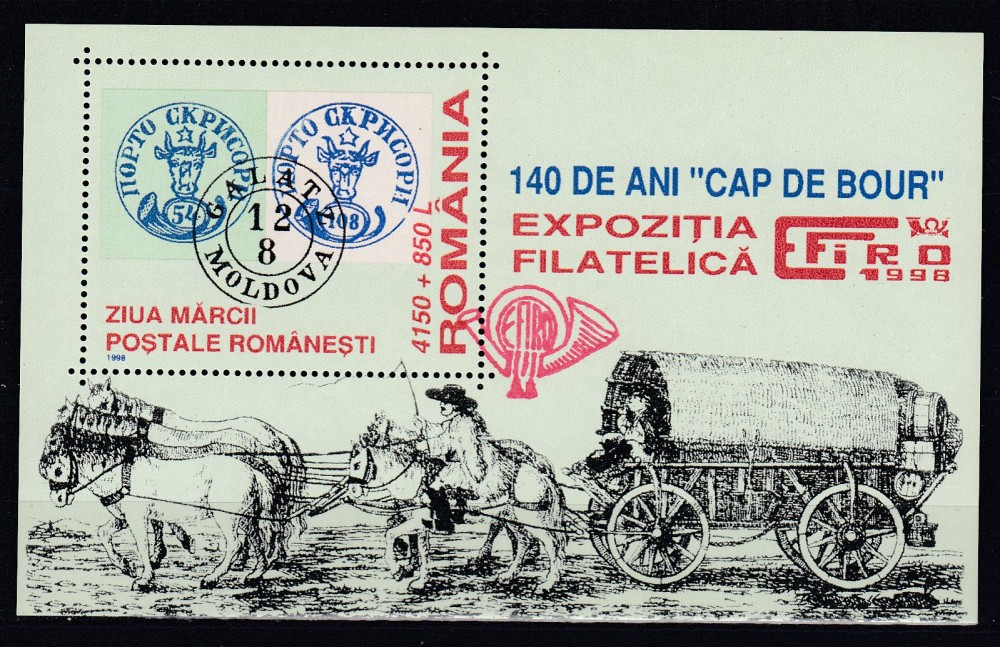 ПОРТО СКРИСОРИ
54
ПОРТО СКРИСОРИ
108
GALATZ
12
8
MOLDOVA
4150 + 850 L
ROMÂNIA
ZIUA MĂRCII
POȘTALE ROMÂNEȘTI
1998
140 DE ANI "CAP DE BOUR"
EXPOZIȚIA
FILATELICĂ
EFIRO
1998
EFIRO